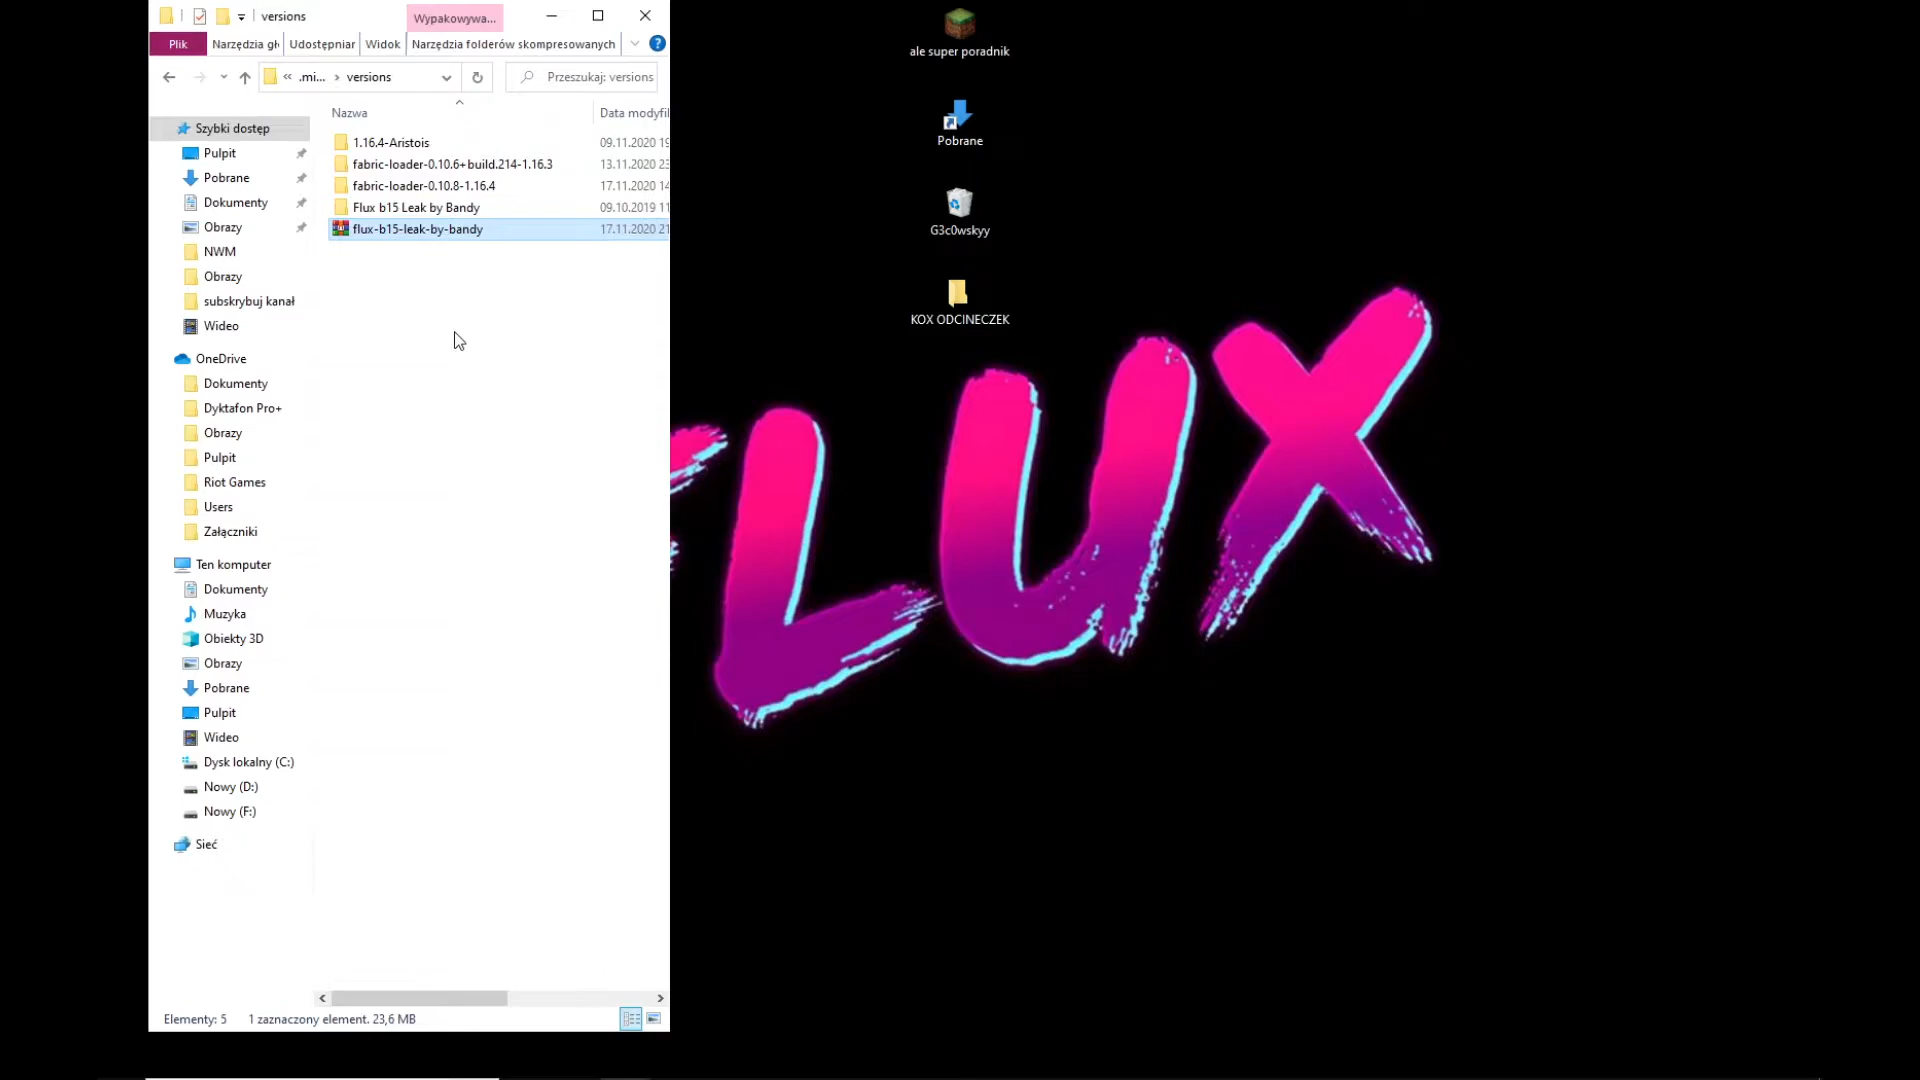 versions
Wypakowywa...
Plik
Narzędzia gł
Udostępniar
Widok
Narzędzia folderów skompresowanych
.mi... > versions
Przeszukaj: versions
Nazwa
Data modyfil
Szybki dostęp
Pulpit
Pobrane
Dokumenty
Obrazy
NWM
Obrazy
subskrybuj kanał
Wideo
OneDrive
Dokumenty
Dyktafon Pro+
Obrazy
Pulpit
Riot Games
Users
Załączniki
Ten komputer
Dokumenty
Muzyka
Obiekty 3D
Obrazy
Pobrane
Pulpit
Wideo
Dysk lokalny (C:)
Nowy (D:)
Nowy (F:)
Sieć
1.16.4-Aristois 09.11.2020 19
fabric-loader-0.10.6+build.214-1.16.3 13.11.2020 23
fabric-loader-0.10.8-1.16.4 17.11.2020 14
Flux b15 Leak by Bandy 09.10.2019 11
flux-b15-leak-by-bandy 17.11.2020 21
Elementy: 5 1 zaznaczony element. 23,6 MB
ale super poradnik
Pobrane
G3c0wskyy
KOX ODCINECZEK
LUX